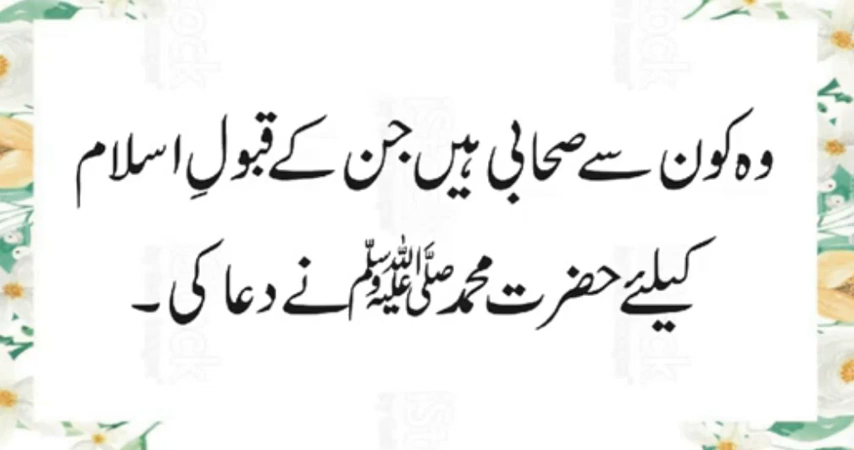 وہ کون سے صحابی ہیں جن کے قبولِ اسلام
کیلئے حضرت محمد صلی اللہ علیہ وسلم نے دعا کی ۔